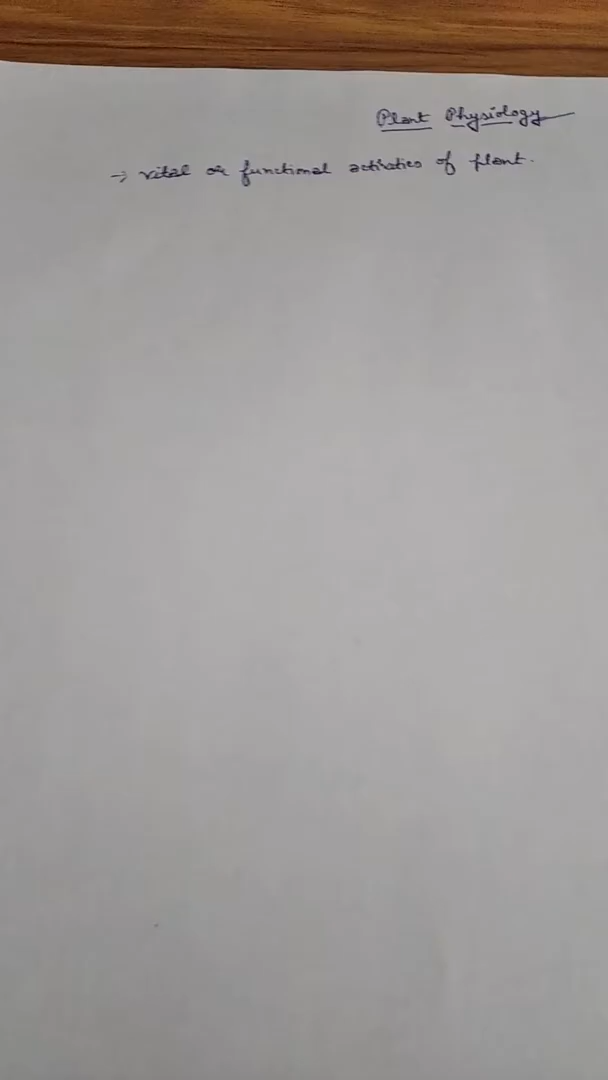 Plant Physiology
→ vital or functional activities of plant.